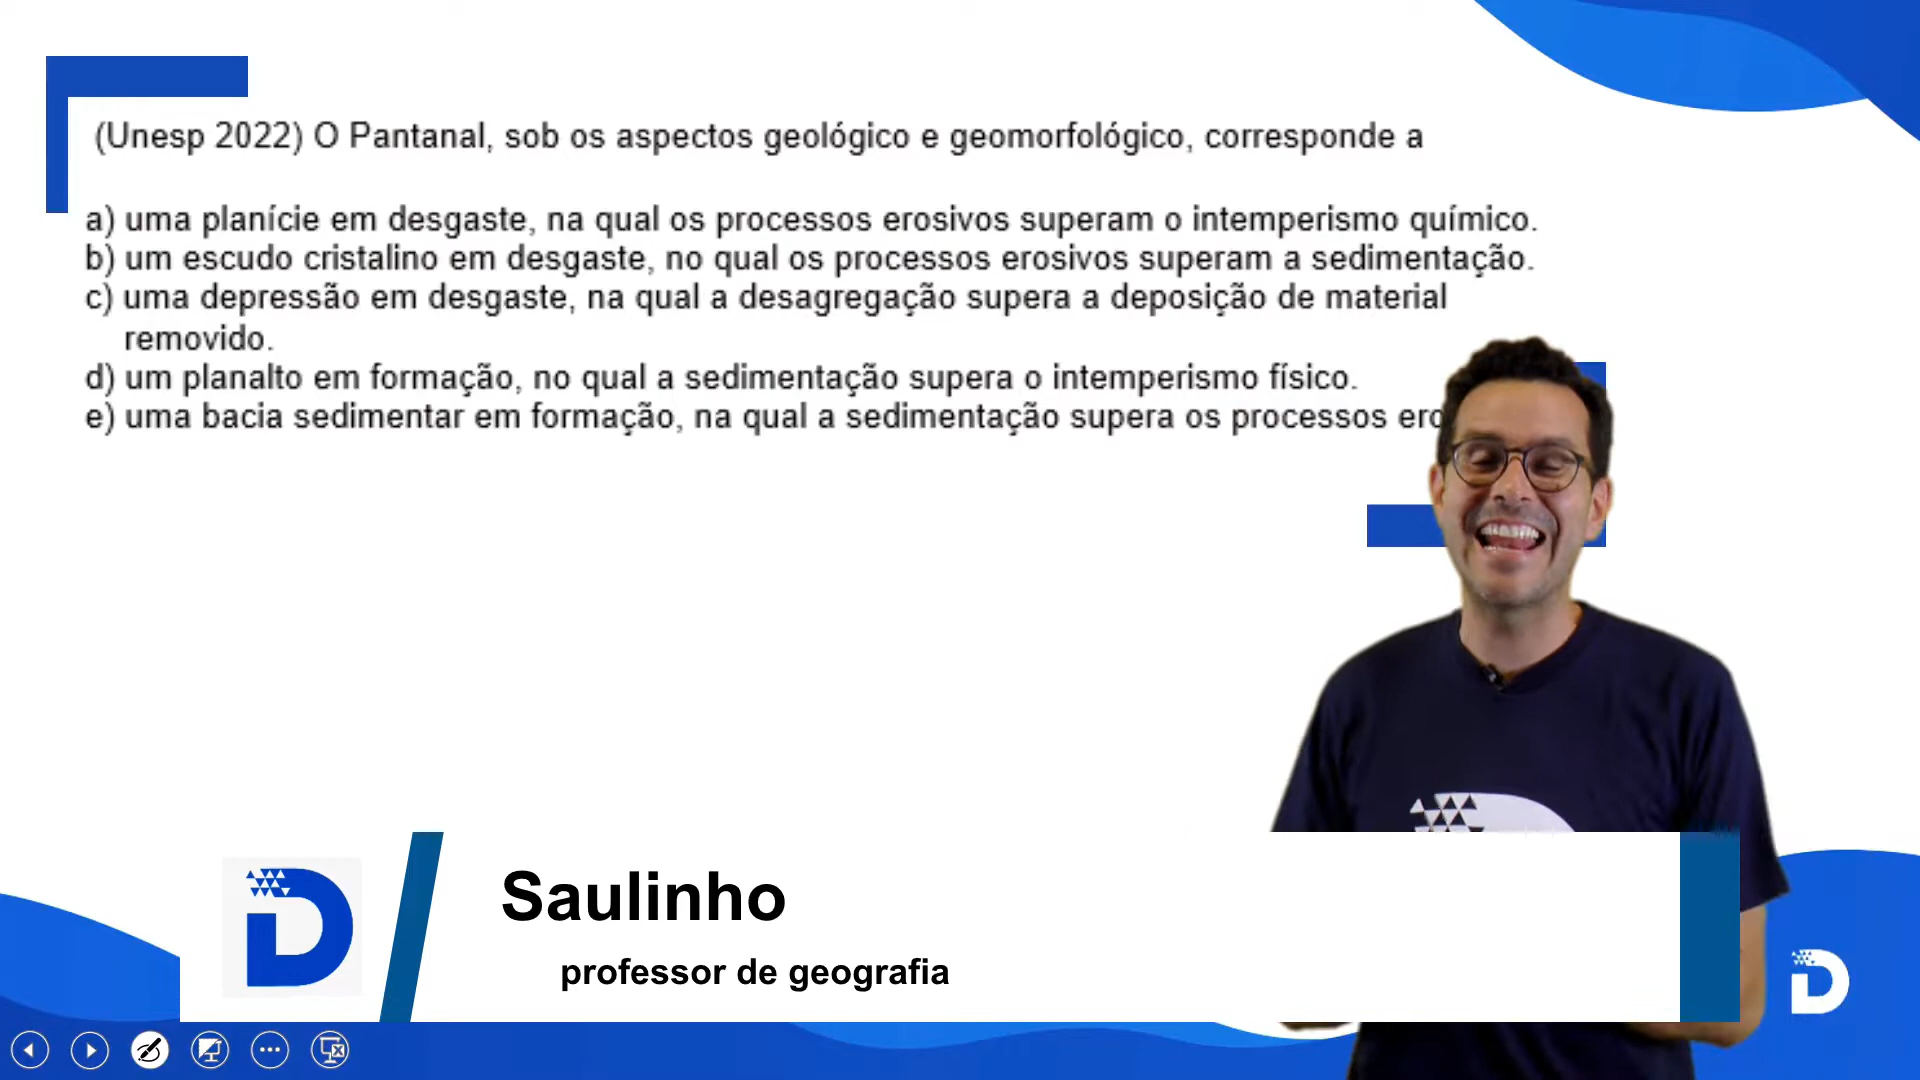 (Unesp 2022) O Pantanal, sob os aspectos geológico e geomorfológico, corresponde a
a) uma planície em desgaste, na qual os processos erosivos superam o intemperismo químico.
b) um escudo cristalino em desgaste, no qual os processos erosivos superam a sedimentação.
c) uma depressão em desgaste, na qual a desagregação supera a deposição de material
removido.
d) um planalto em formação, no qual a sedimentação supera o intemperismo físico.
e) uma bacia sedimentar em formação, na qual a sedimentação supera os processos
Saulinho
professor de geografia